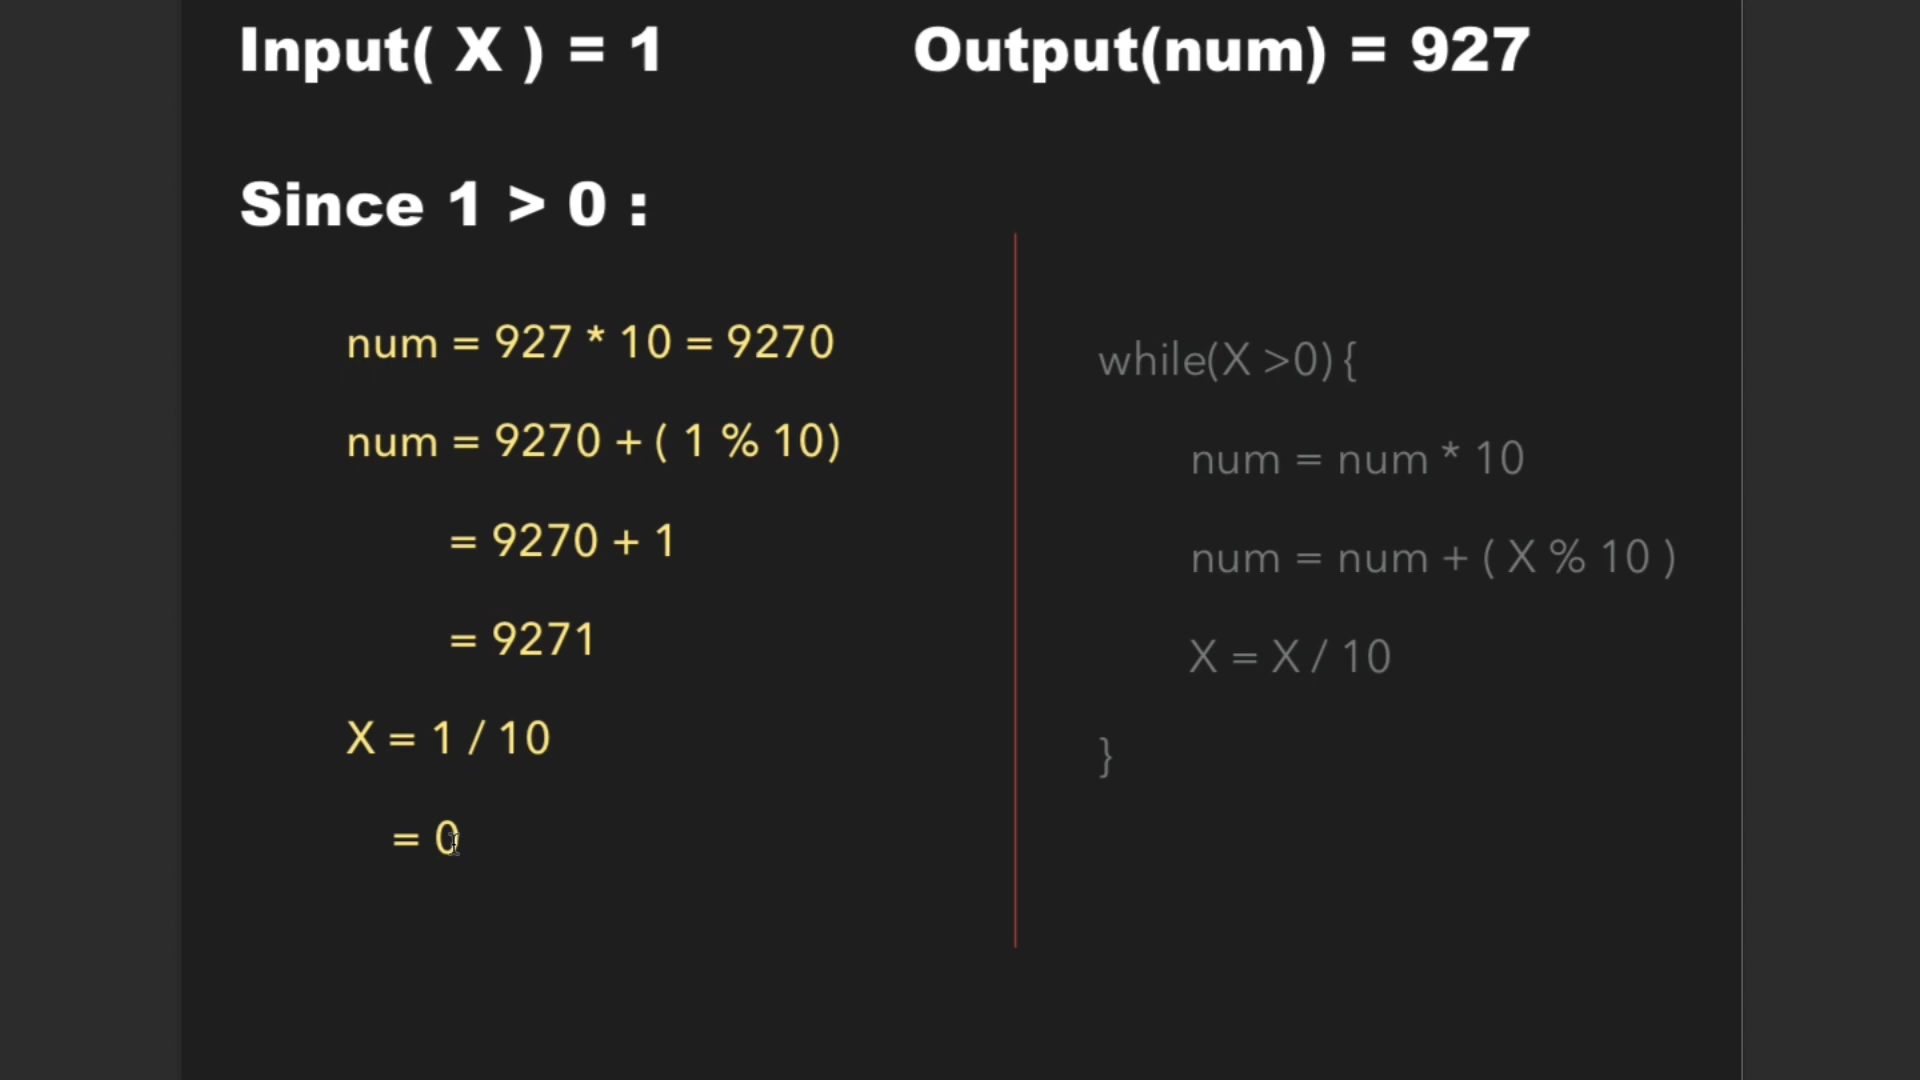 Input( X ) = 1
Output(num) = 927
Since 1 > 0 :
num = 927 * 10 = 9270
num = 9270 + ( 1 % 10)
= 9270 + 1
= 9271
X = 1 / 10
= 0
while(X >0) {
num = num * 10
num = num + ( X % 10 )
X = X / 10
}